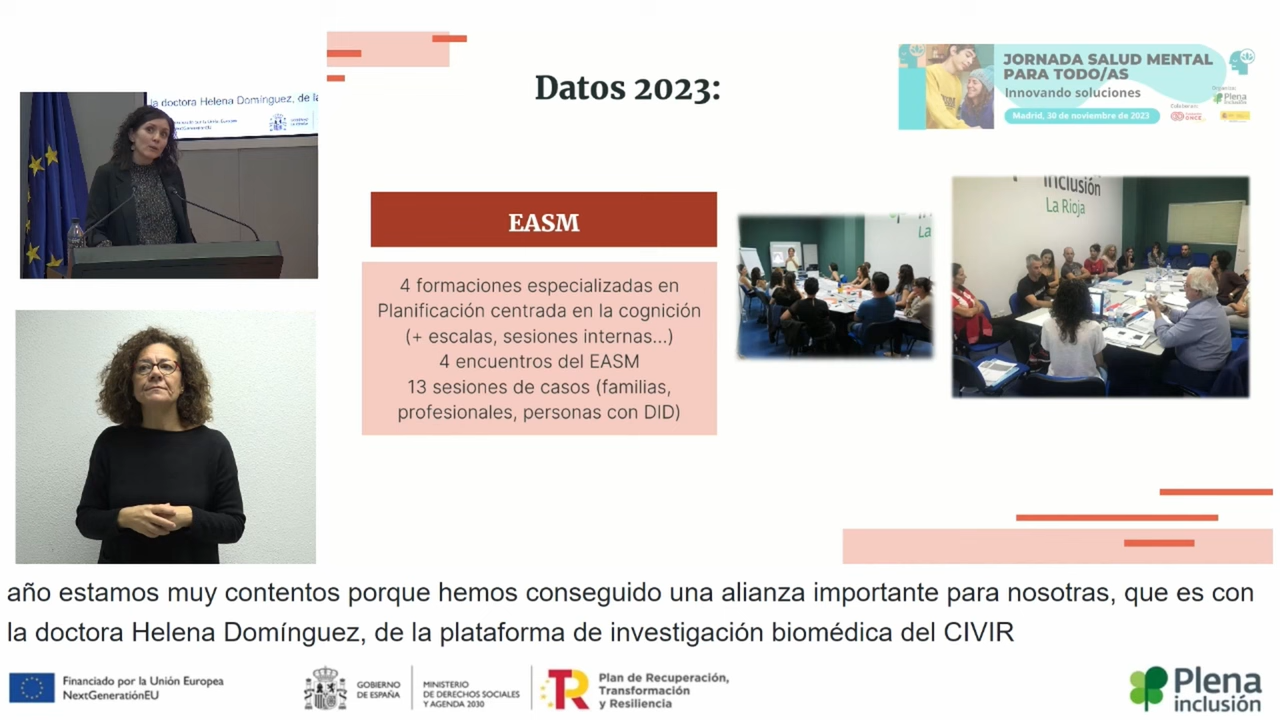 la doctora Helena Domínguez, de la
Datos 2023:
JORNADA SALUD MENTAL
PARA TODO/AS
Innovando soluciones
Madrid, 30 de noviembre de 2023
Plena
inclusión
ONCE
EASM
4 formaciones especializadas en
Planificación centrada en la cognición
(+ escalas, sesiones internas...)
4 encuentros del EASM
13 sesiones de casos (familias,
profesionales, personas con DID)
La
inclusión
La Rioja
año estamos muy contentos porque hemos conseguido una alianza importante para nosotras, que es con
la doctora Helena Domínguez, de la plataforma de investigación biomédica del CIVIR
Financiado por la Unión Europea
NextGenerationEU
GOBIERNO
DE ESPAÑA
MINISTERIO
DE DERECHOS SOCIALES
Y AGENDA 2030
Plan de Recuperación,
Transformación
y Resiliencia
Plena
inclusión